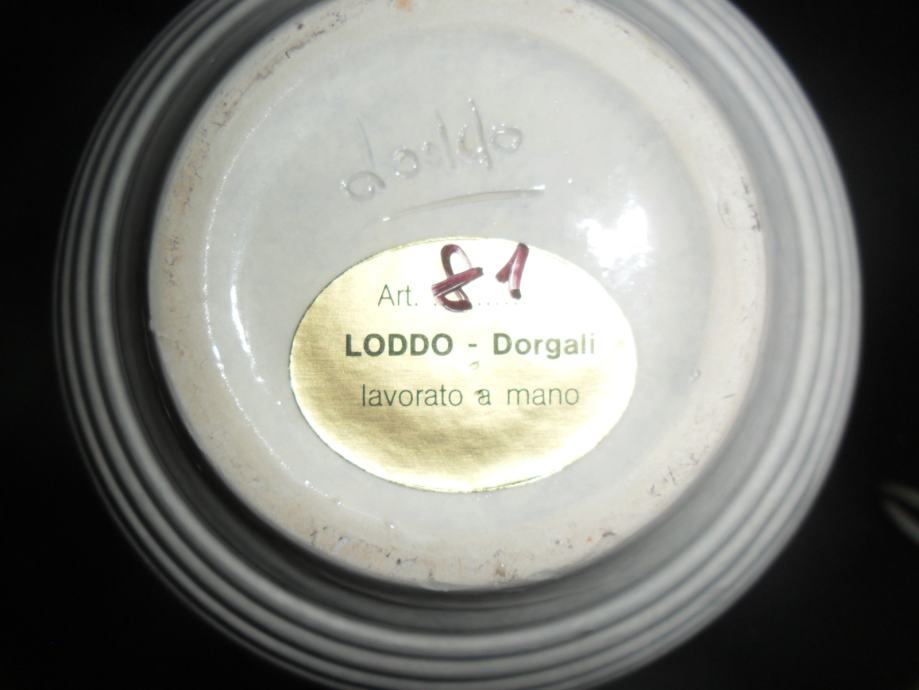 loddo
Art. 81
LODDO - Dorgali
lavorato a mano